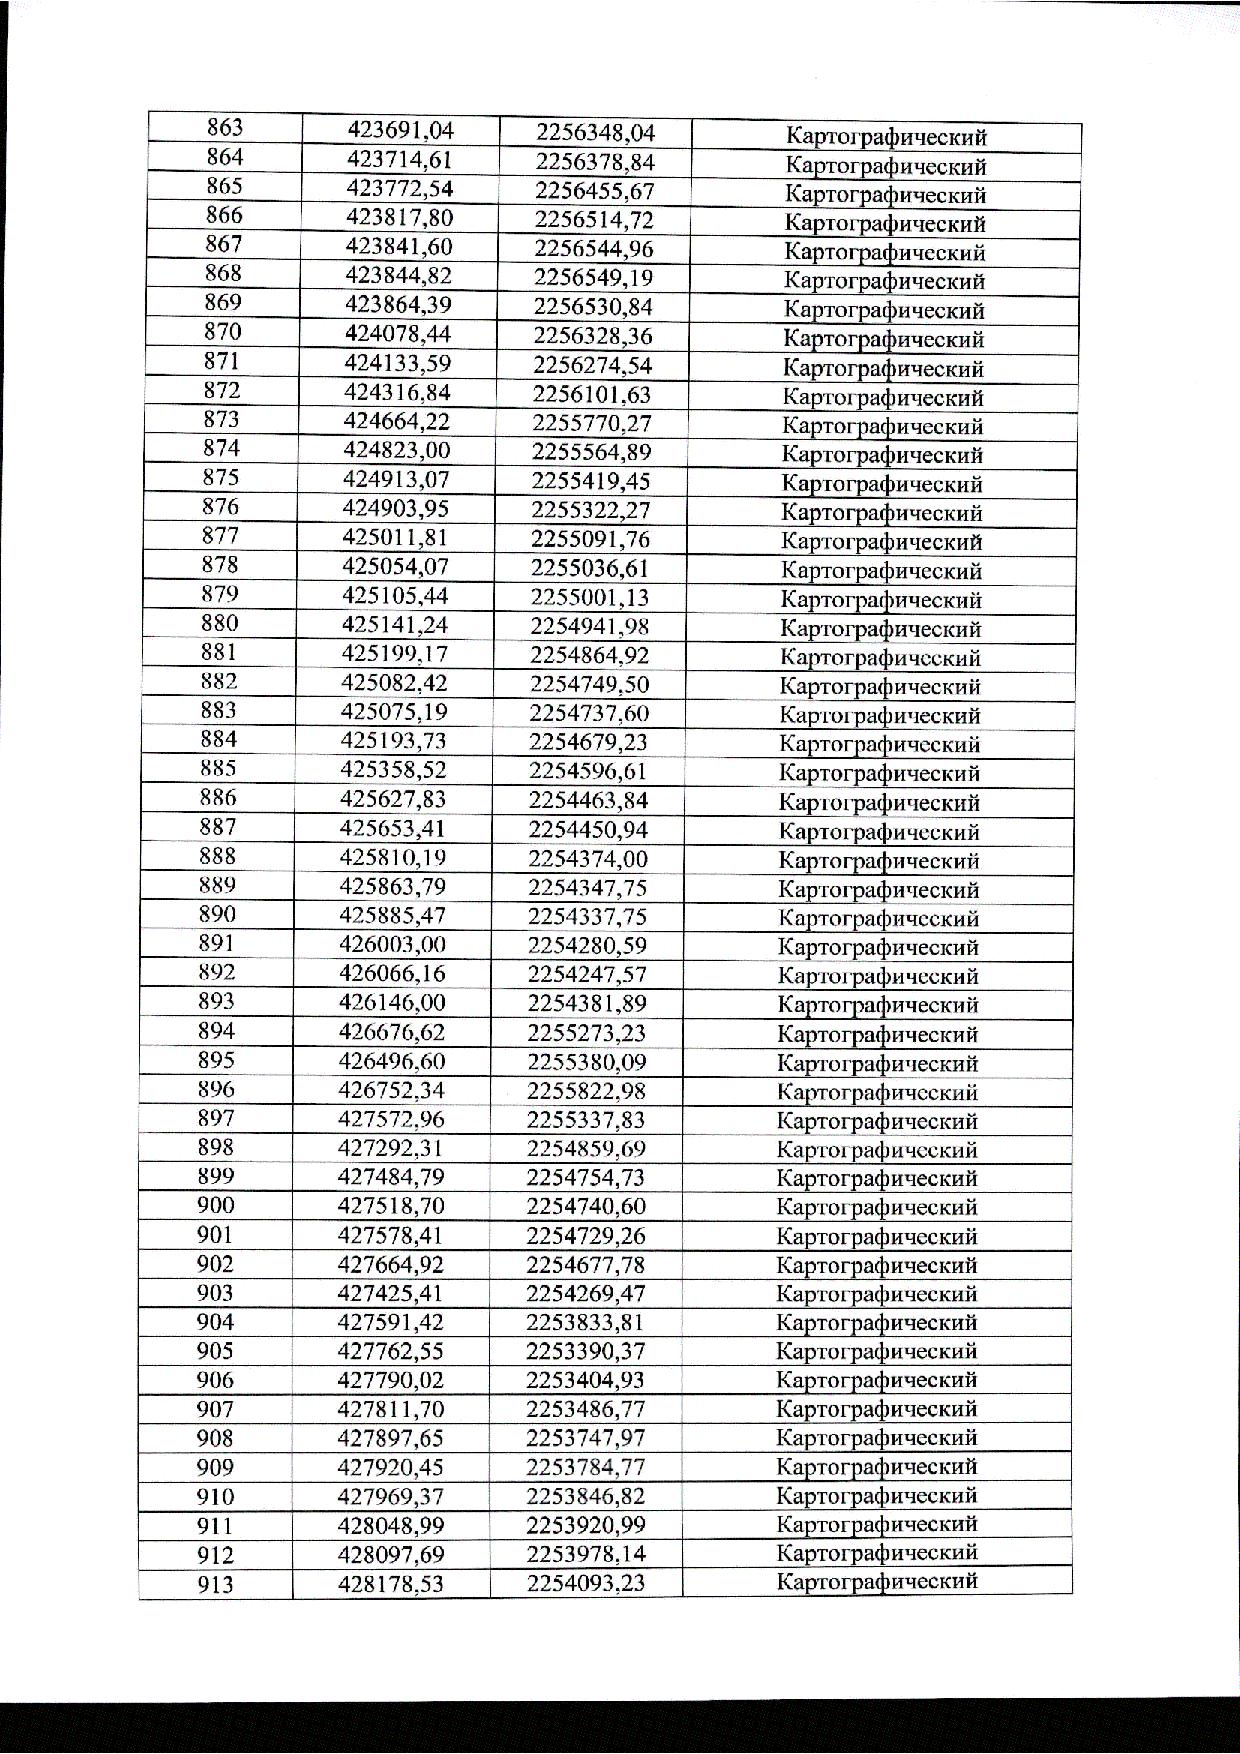 863 423691,04 2256348,04 Картографический
864 423714,61 2256378,84 Картографический
865 423772,54 2256455,67 Картографический
866 423817,80 2256514,72 Картографический
867 423841,60 2256544,96 Картографический
868 423844,82 2256549,19 Картографический
869 423864,39 2256530,84 Картографический
870 424078,44 2256328,36 Картографический
871 424133,59 2256274,54 Картографический
872 424316,84 2256101,63 Картографический
873 424664,22 2255770,27 Картографический
874 424823,00 2255564,89 Картографический
875 424913,07 2255419,45 Картографический
876 424903,95 2255322,27 Картографический
877 425011,81 2255091,76 Картографический
878 425054,07 2255036,61 Картографический
879 425105,44 2255001,13 Картографический
880 425141,24 2254941,98 Картографический
881 425199,17 2254864,92 Картографический
882 425082,42 2254749,50 Картографический
883 425075,19 2254737,60 Картографический
884 425193,73 2254679,23 Картографический
885 425358,52 2254596,61 Картографический
886 425627,83 2254463,84 Картографический
887 425653,41 2254450,94 Картографический
888 425810,19 2254374,00 Картографический
889 425863,79 2254347,75 Картографический
890 425885,47 2254337,75 Картографический
891 426003,00 2254280,59 Картографический
892 426066,16 2254247,57 Картографический
893 426146,00 2254381,89 Картографический
894 426676,62 2255273,23 Картографический
895 426496,60 2255380,09 Картографический
896 426752,34 2255822,98 Картографический
897 427572,96 2255337,83 Картографический
898 427292,31 2254859,69 Картографический
899 427484,79 2254754,73 Картографический
900 427518,70 2254740,60 Картографический
901 427578,41 2254729,26 Картографический
902 427664,92 2254677,78 Картографический
903 427425,41 2254269,47 Картографический
904 427591,42 2253833,81 Картографический
905 427762,55 2253390,37 Картографический
906 427790,02 2253404,93 Картографический
907 427811,70 2253486,77 Картографический
908 427897,65 2253747,97 Картографический
909 427920,45 2253784,77 Картографический
910 427969,37 2253846,82 Картографический
911 428048,99 2253920,99 Картографический
912 428097,69 2253978,14 Картографический
913 428178,53 2254093,23 Картографический